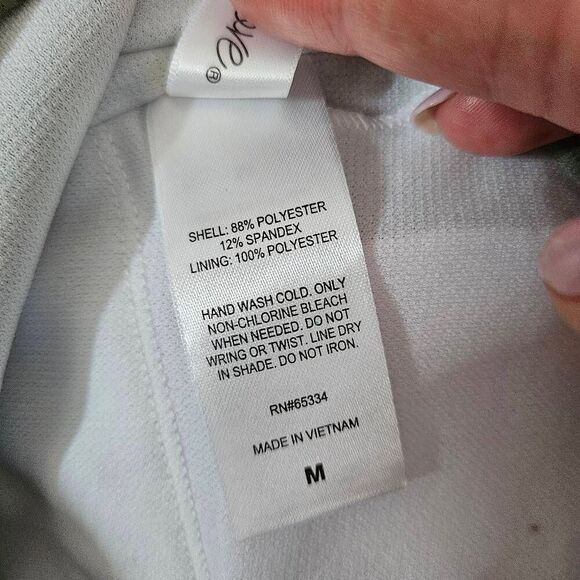 SHELL: 88% POLYESTER
12% SPANDEX
LINING: 100% POLYESTER
HAND WASH COLD. ONLY
NON-CHLORINE BLEACH
WHEN NEEDED. DO NOT
WRING OR TWIST. LINE DRY
IN SHADE. DO NOT IRON.
RN#65334
MADE IN VIETNAM
M